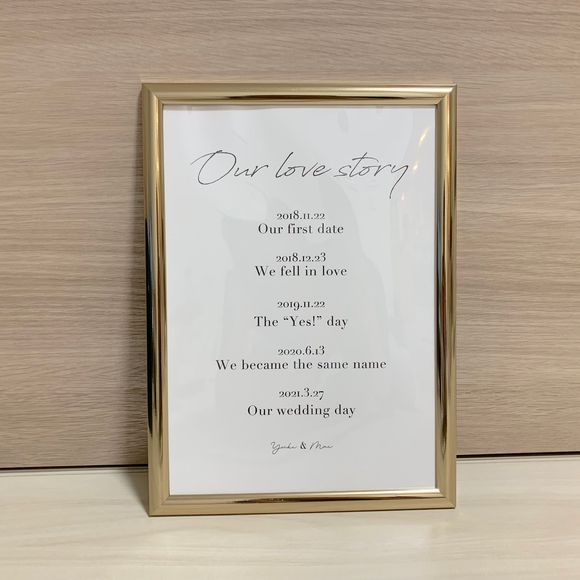 Our love story
2018.11.22
Our first date
2018.12.23
We fell in love
2019.11.22
The “Yes!” day
2020.6.13
We became the same name
2021.3.27
Our wedding day
&